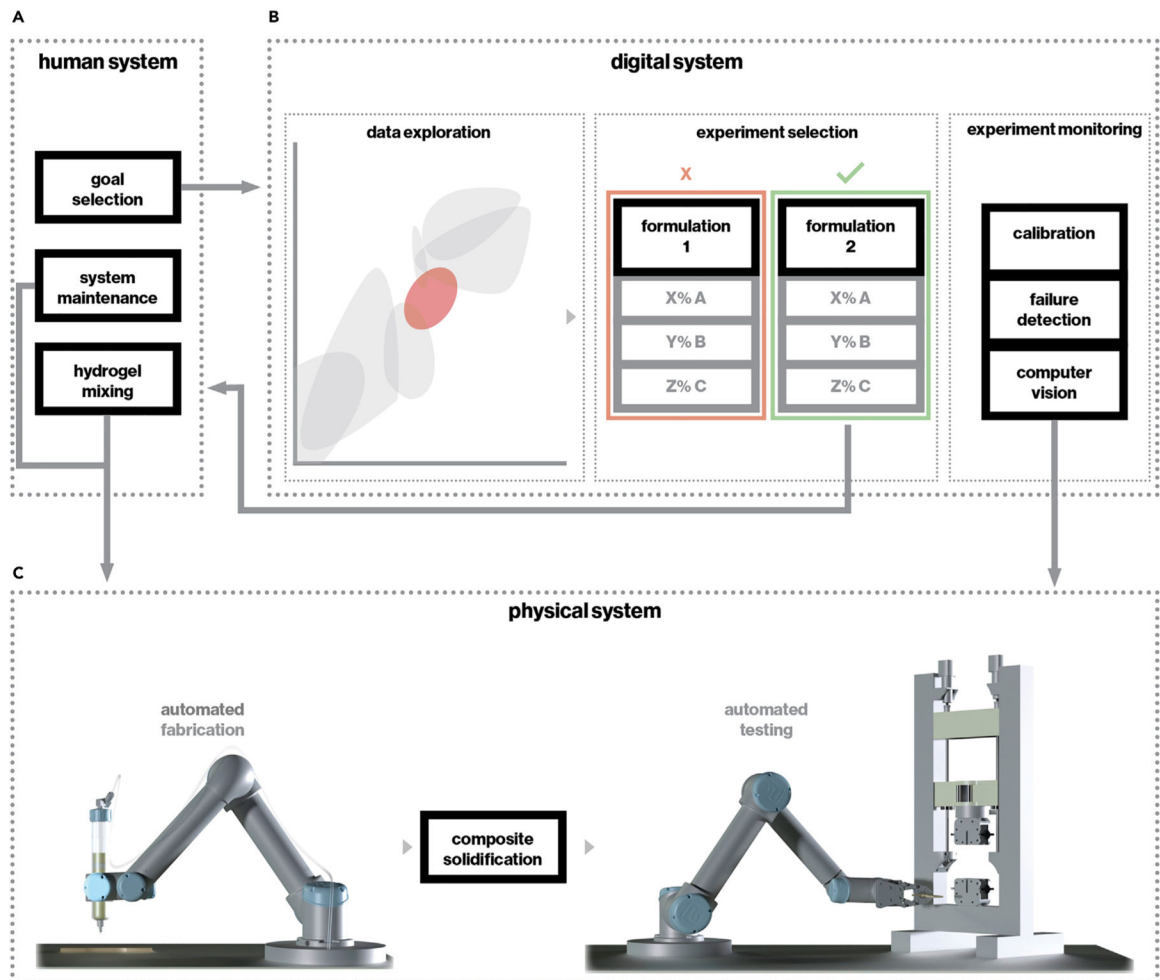 A
B
human system
digital system
goal
selection
system
maintenance
hydrogel
mixing
data exploration
experiment selection
experiment monitoring
X
formulation
1
X% A
Y% B
Z% C
formulation
2
X% A
Y% B
Z% C
calibration
failure
detection
computer
vision
C
physical system
automated
fabrication
composite
solidification
automated
testing